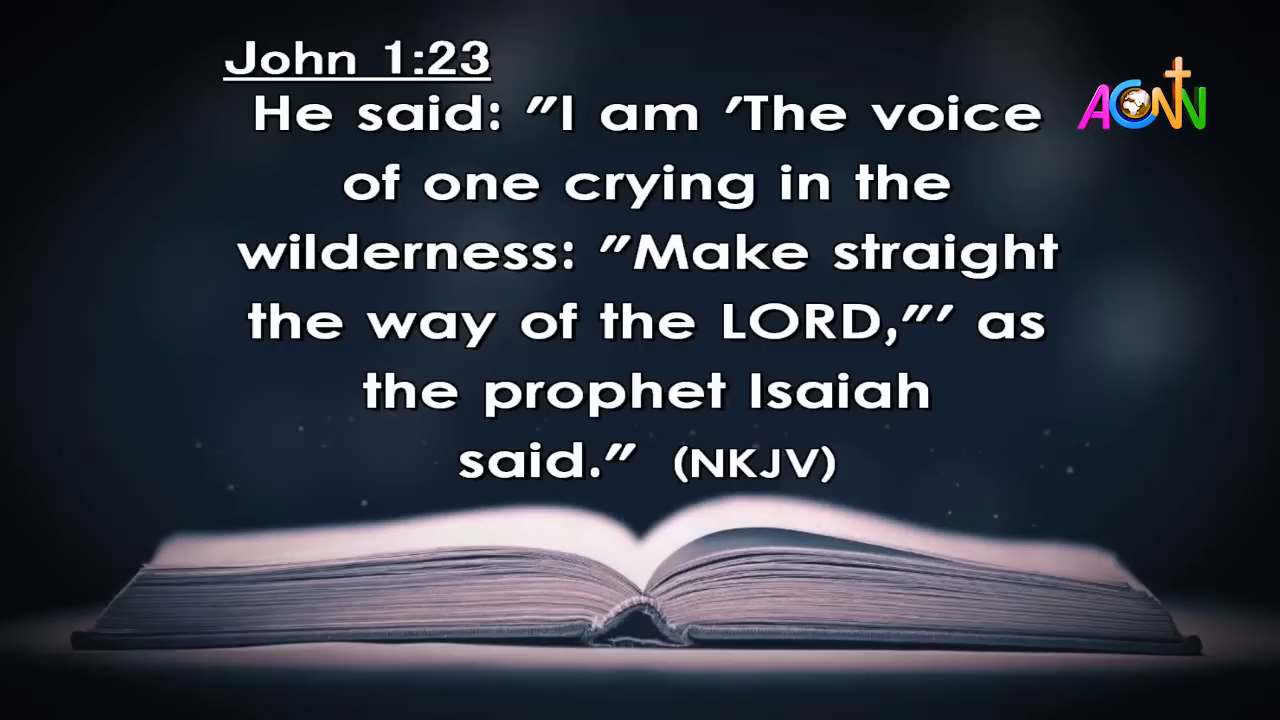 John 1:23
ACNN
He said: "I am 'The voice
of one crying in the
wilderness: "Make straight
the way of the LORD,"' as
the prophet Isaiah
said." (NKJV)